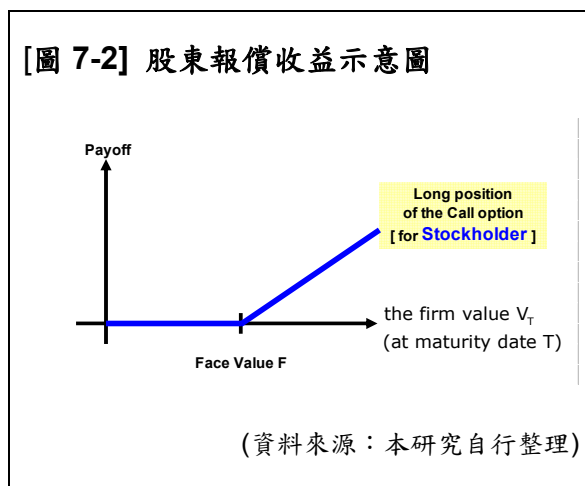 [圖 7-2] 股東報償收益示意圖
Payoff
Long position
of the Call option
[ for Stockholder ]
the firm value V_T
(at maturity date T)
Face Value F
(資料來源：本研究自行整理)